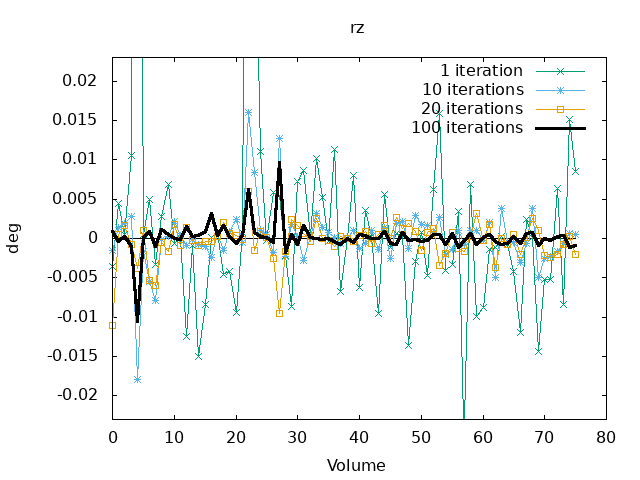 rz
0.02
0.015
0.01
0.005
0
-0.005
-0.01
-0.015
-0.02
deg
1 iteration
10 iterations
20 iterations
100 iterations
0 10 20 30 40 50 60 70 80
Volume